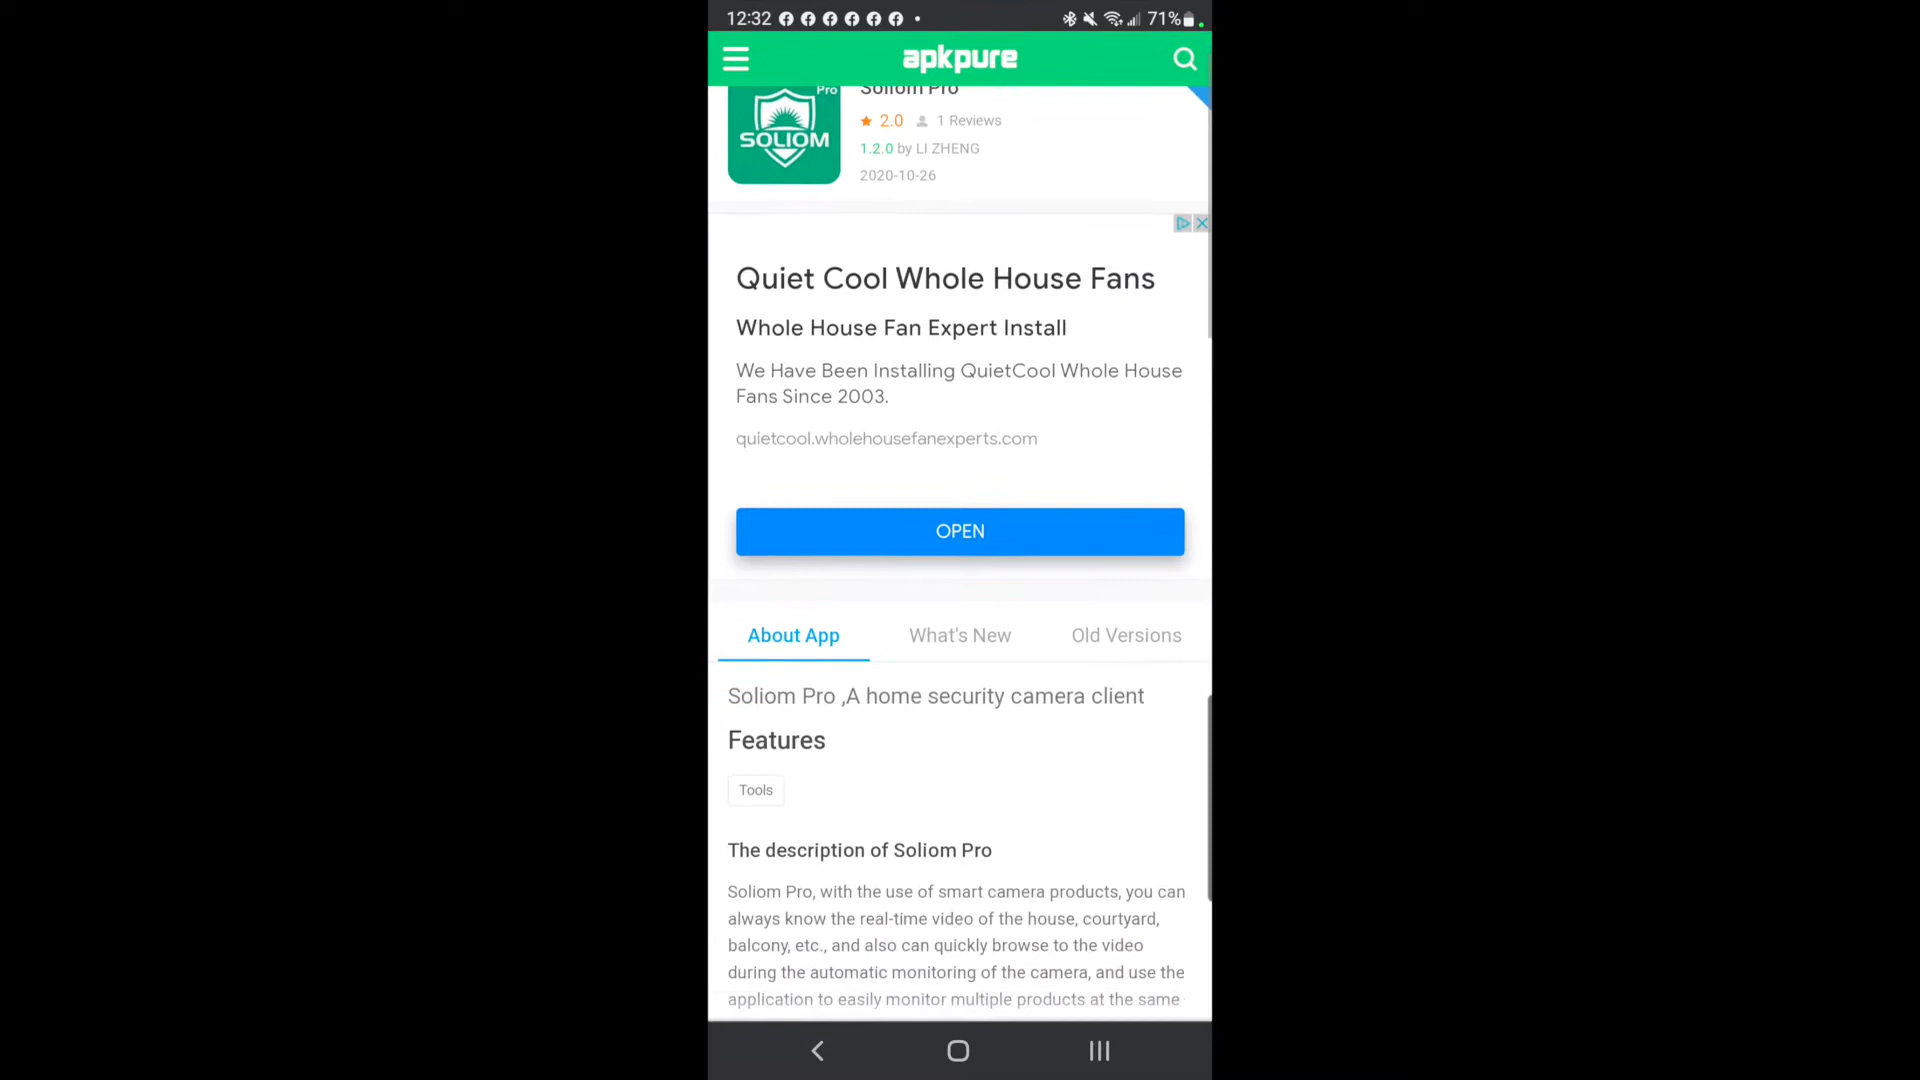 12:32
71%
apkpure
Pro
SOLIOM
Soliom Pro
2.0 1 Reviews
1.2.0 by LI ZHENG
2020-10-26
Quiet Cool Whole House Fans
Whole House Fan Expert Install
We Have Been Installing QuietCool Whole House
Fans Since 2003.
quietcool.wholehousefanexperts.com
OPEN
About App What's New Old Versions
Soliom Pro ,A home security camera client
Features
Tools
The description of Soliom Pro
Soliom Pro, with the use of smart camera products, you can
always know the real-time video of the house, courtyard,
balcony, etc., and also can quickly browse to the video
during the automatic monitoring of the camera, and use the
application to easily monitor multiple products at the same